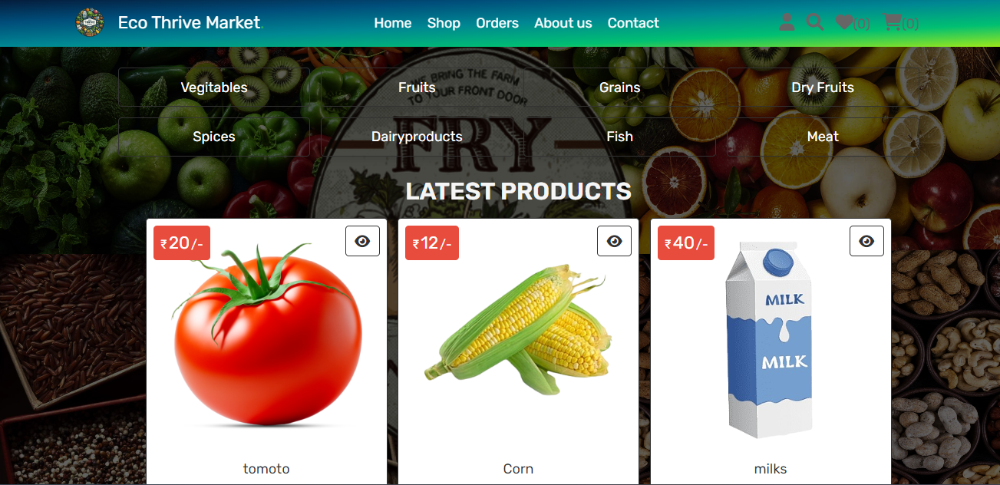 Eco Thrive Market.
Home Shop Orders About us Contact
(0) (0)
Vegitables Fruits Grains Dry Fruits
WE BRING THE FARM
TO YOUR FRONT DOOR
FRY
Spices Dairyproducts Fish Meat
LATEST PRODUCTS
₹20/- ₹12/- ₹40/-
MILK
MILK
tomoto Corn milks